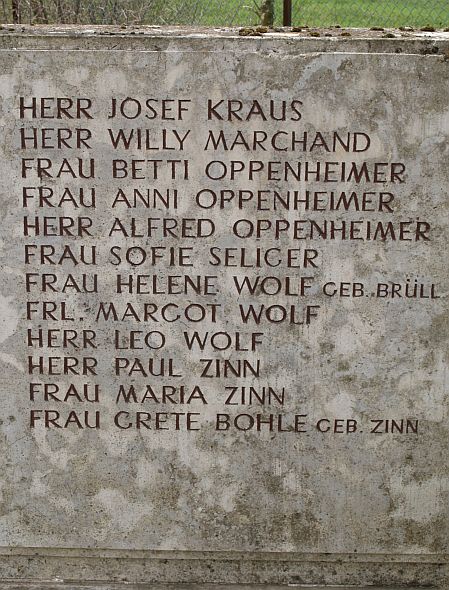 HERR JOSEF KRAUS
HERR WILLY MARCHAND
FRAU BETTI OPPENHEIMER
FRAU ANNI OPPENHEIMER
HERR ALFRED OPPENHEIMER
FRAU SOFIE SELIGER
FRAU HELENE WOLF GEB. BRÜLL
FRL. MARGOT WOLF
HERR LEO WOLF
HERR PAUL ZINN
FRAU MARIA ZINN
FRAU GRETE BOHLE GEB. ZINN